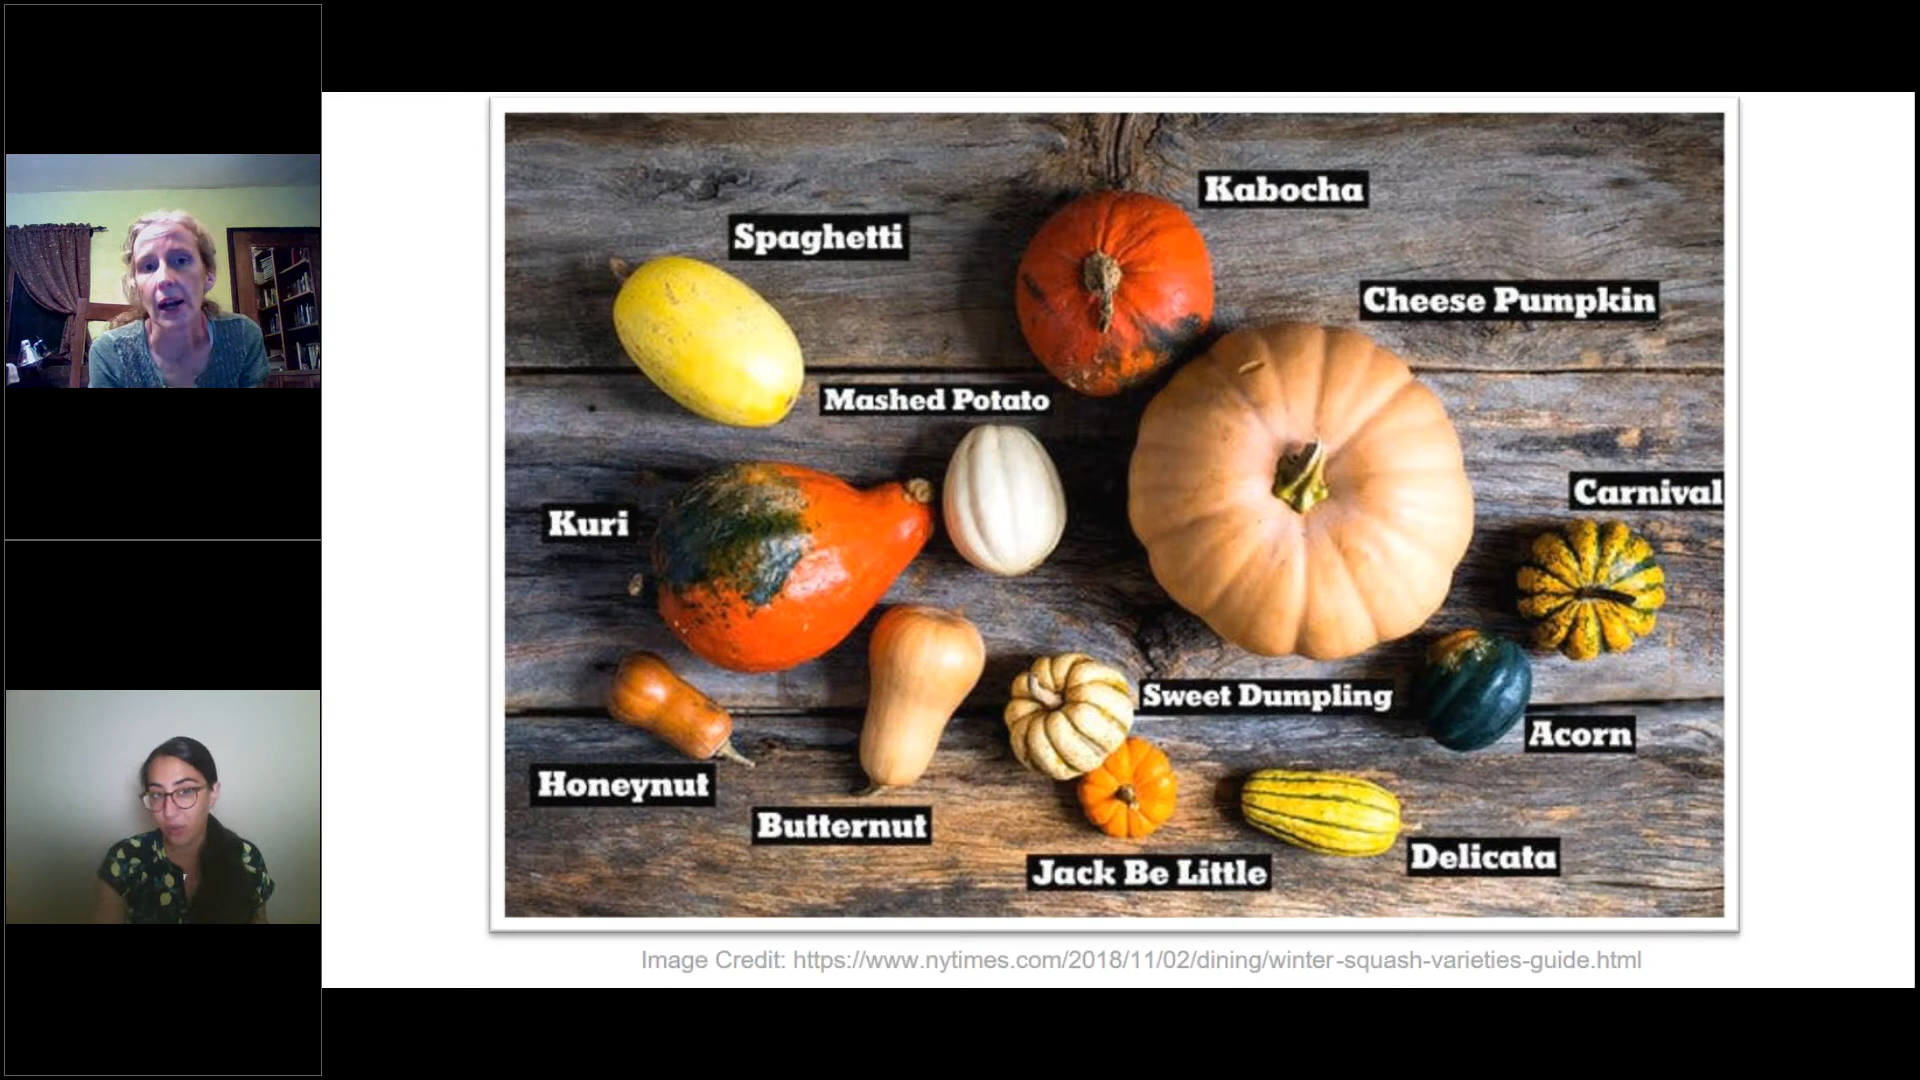 Kabocha
Spaghetti
Cheese Pumpkin
Mashed Potato
Carnival
Kuri
Sweet Dumpling
Acorn
Honeynut
Butternut
Delicata
Jack Be Little
Image Credit: https://www.nytimes.com/2018/11/02/dining/winter-squash-varieties-guide.html